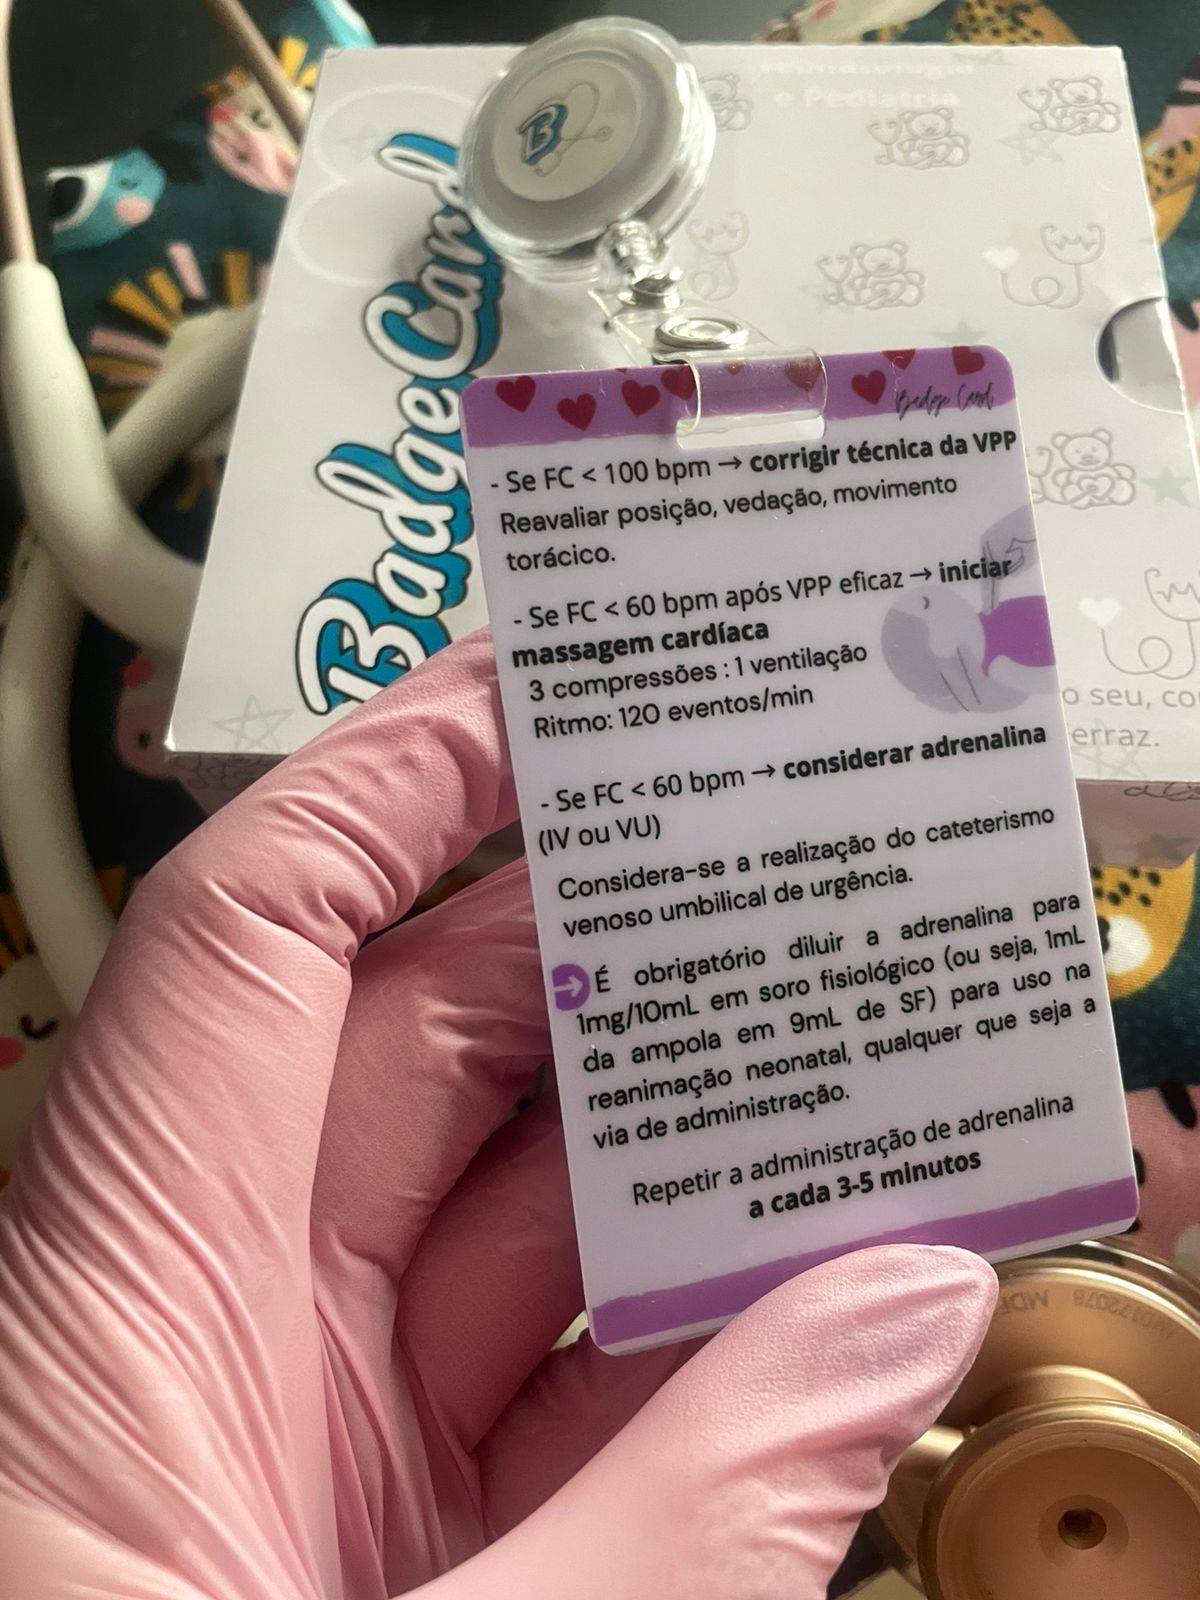 e Pediatria
B
Badge Card
Badge Card
- Se FC < 100 bpm → corrigir técnica da VPP
Reavaliar posição, vedação, movimento
torácico.
- Se FC < 60 bpm após VPP eficaz → iniciar
massagem cardíaca
3 compressões : 1 ventilação
Ritmo: 120 eventos/min
- Se FC < 60 bpm → considerar adrenalina
(IV ou VU)
Considera-se a realização do cateterismo
venoso umbilical de urgência.
É obrigatório diluir a adrenalina para
1mg/10mL em soro fisiológico (ou seja, 1mL
da ampola em 9mL de SF) para uso na
reanimação neonatal, qualquer que seja a
via de administração.
Repetir a administração de adrenalina
a cada 3-5 minutos
o seu, co
erraz.